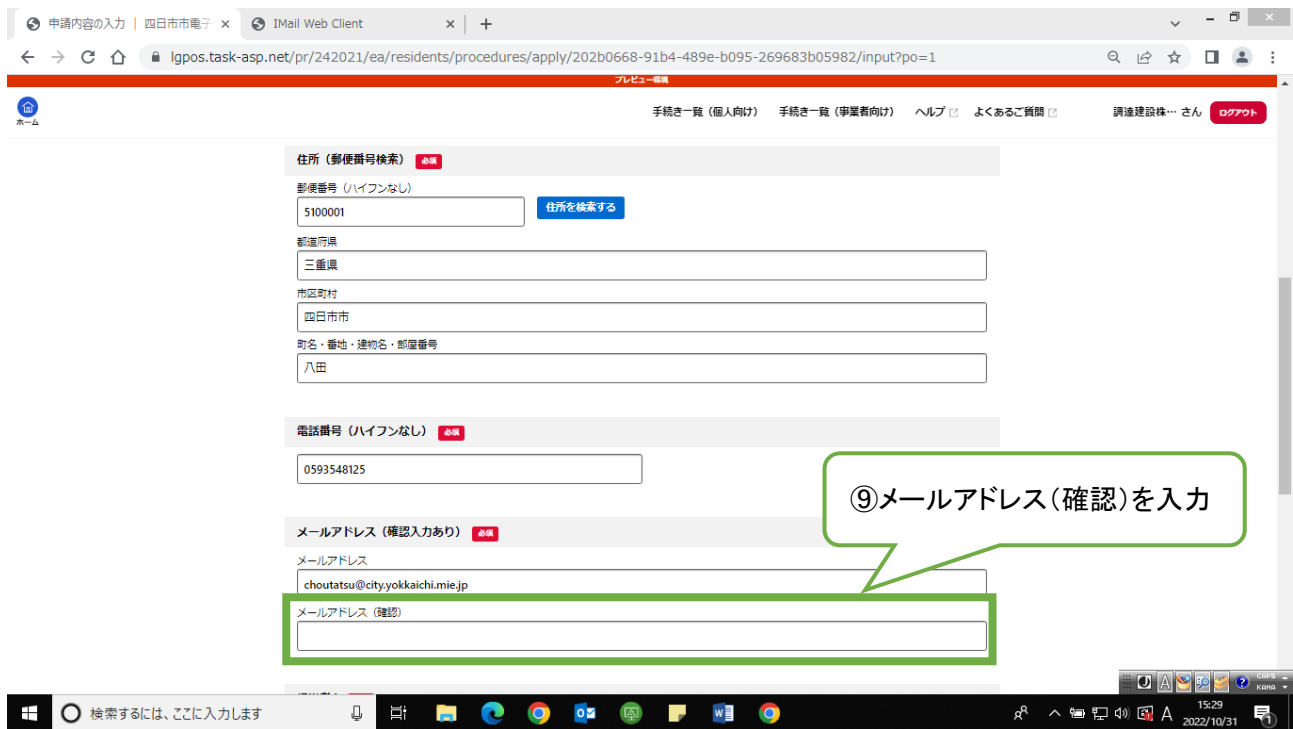 申請内容の入力 | 四日市市電子
IMail Web Client
lgpos.task-asp.net/pr/242021/ea/residents/procedures/apply/202b0668-91b4-489e-b095-269683b05982/input?po=1
プレビュー環境
ホーム
手続き一覧（個人向け） 手続き一覧（事業者向け） ヘルプ よくあるご質問 調達建設株… さん ログアウト
住所（郵便番号検索） 必須
郵便番号（ハイフンなし）
5100001 住所を検索する
都道府県
三重県
市区町村
四日市市
町名・番地・建物名・部屋番号
八田
電話番号（ハイフンなし） 必須
0593548125
⑨メールアドレス（確認）を入力
メールアドレス（確認入力あり） 必須
メールアドレス
choutatsu@city.yokkaichi.mie.jp
メールアドレス（確認）
CAPS
KANA
検索するには、ここに入力します
A 15:29
2022/10/31